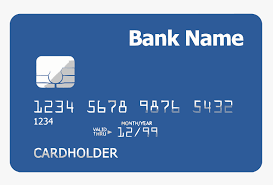 Bank Name
1234 5678 9876 5432
1234
MONTH/YEAR
VALID THRU 12/99
CARDHOLDER